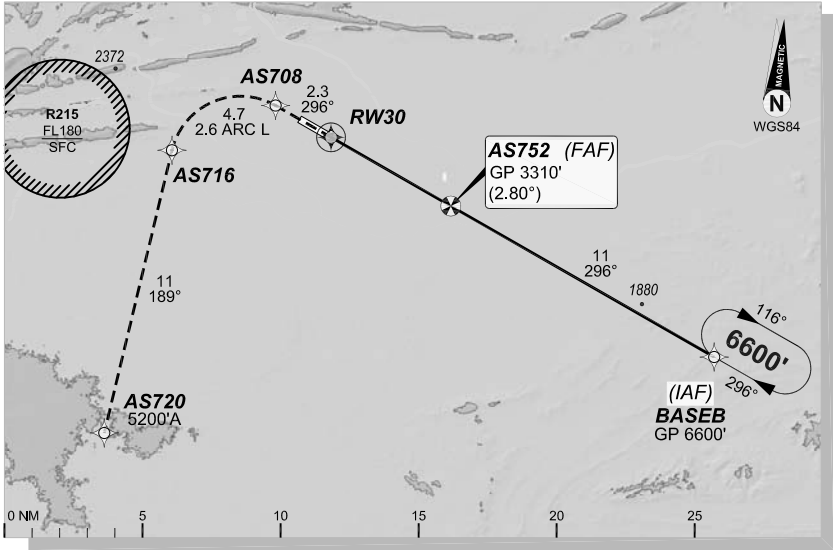 2372
R215
FL180
SFC
AS708
2.3
296°
RW30
4.7
2.6 ARC L
AS716
MAGNETIC
N
WGS84
AS752 (FAF)
GP 3310'
(2.80°)
11
189°
11
296°
1880
116°
6600'
296°
(IAF)
BASEB
GP 6600'
AS720
5200'A
0 NM 5 10 15 20 25